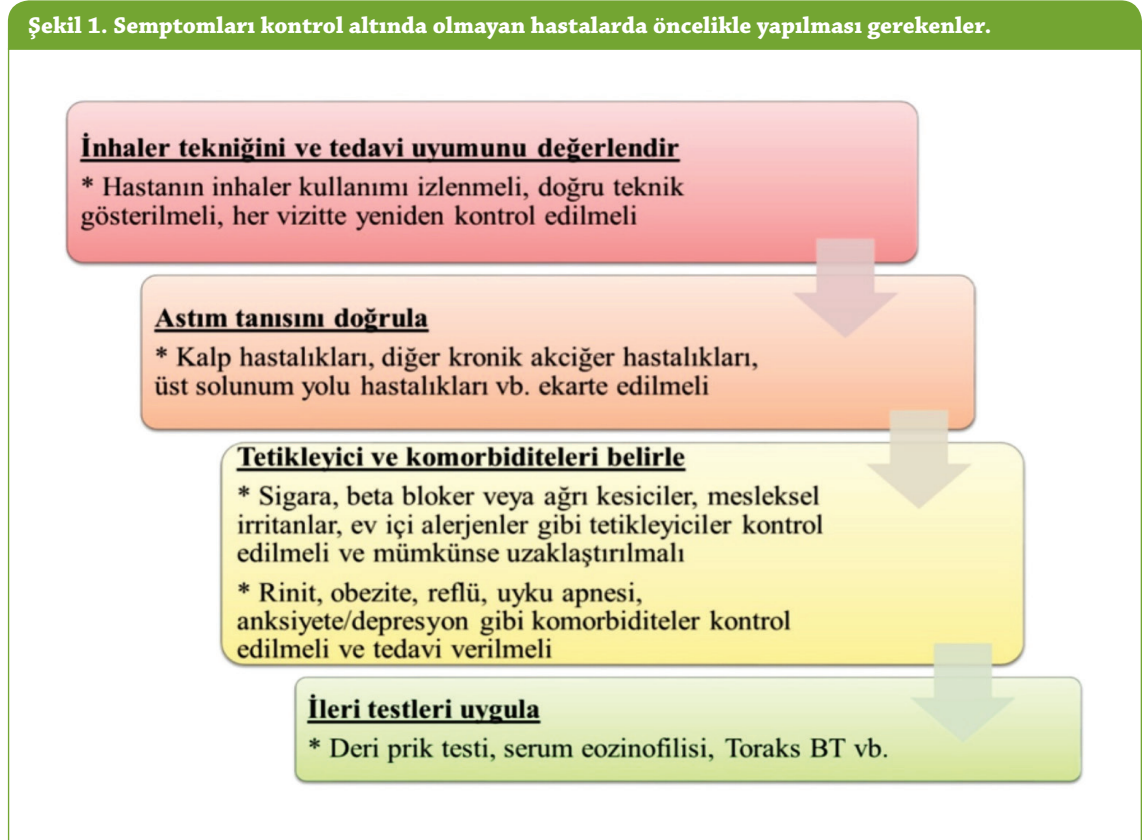 Şekil 1. Semptomları kontrol altında olmayan hastalarda öncelikle yapılması gerekenler.
İnhaler tekniğini ve tedavi uyumunu değerlendir
* Hastanın inhaler kullanımı izlenmeli, doğru teknik
gösterilmeli, her vizitte yeniden kontrol edilmeli
Astım tanısını doğrula
* Kalp hastalıkları, diğer kronik akciğer hastalıkları,
üst solunum yolu hastalıkları vb. ekarte edilmeli
Tetikleyici ve komorbiditeleri belirle
* Sigara, beta bloker veya ağrı kesiciler, mesleksel
irritanlar, ev içi alerjenler gibi tetikleyiciler kontrol
edilmeli ve mümkünse uzaklaştırılmalı
* Rinit, obezite, reflü, uyku apnesi,
anksiyete/depresyon gibi komorbiditeler kontrol
edilmeli ve tedavi verilmeli
İleri testleri uygula
* Deri prik testi, serum eozinofilisi, Toraks BT vb.